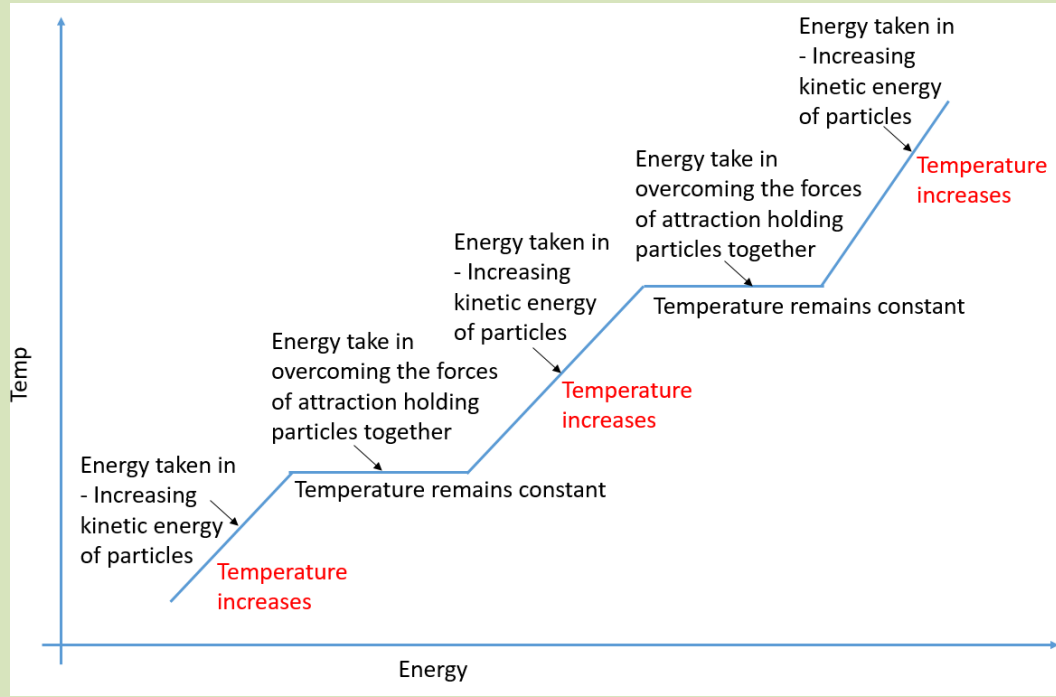 Energy taken in
- Increasing
kinetic energy
of particles
Temperature
increases
Energy take in
overcoming the forces
of attraction holding
particles together
Temperature remains constant
Energy taken in
- Increasing
kinetic energy
of particles
Temperature
increases
Energy take in
overcoming the forces
of attraction holding
particles together
Temperature remains constant
Energy taken in
- Increasing
kinetic energy
of particles
Temperature
increases
Temp
Energy